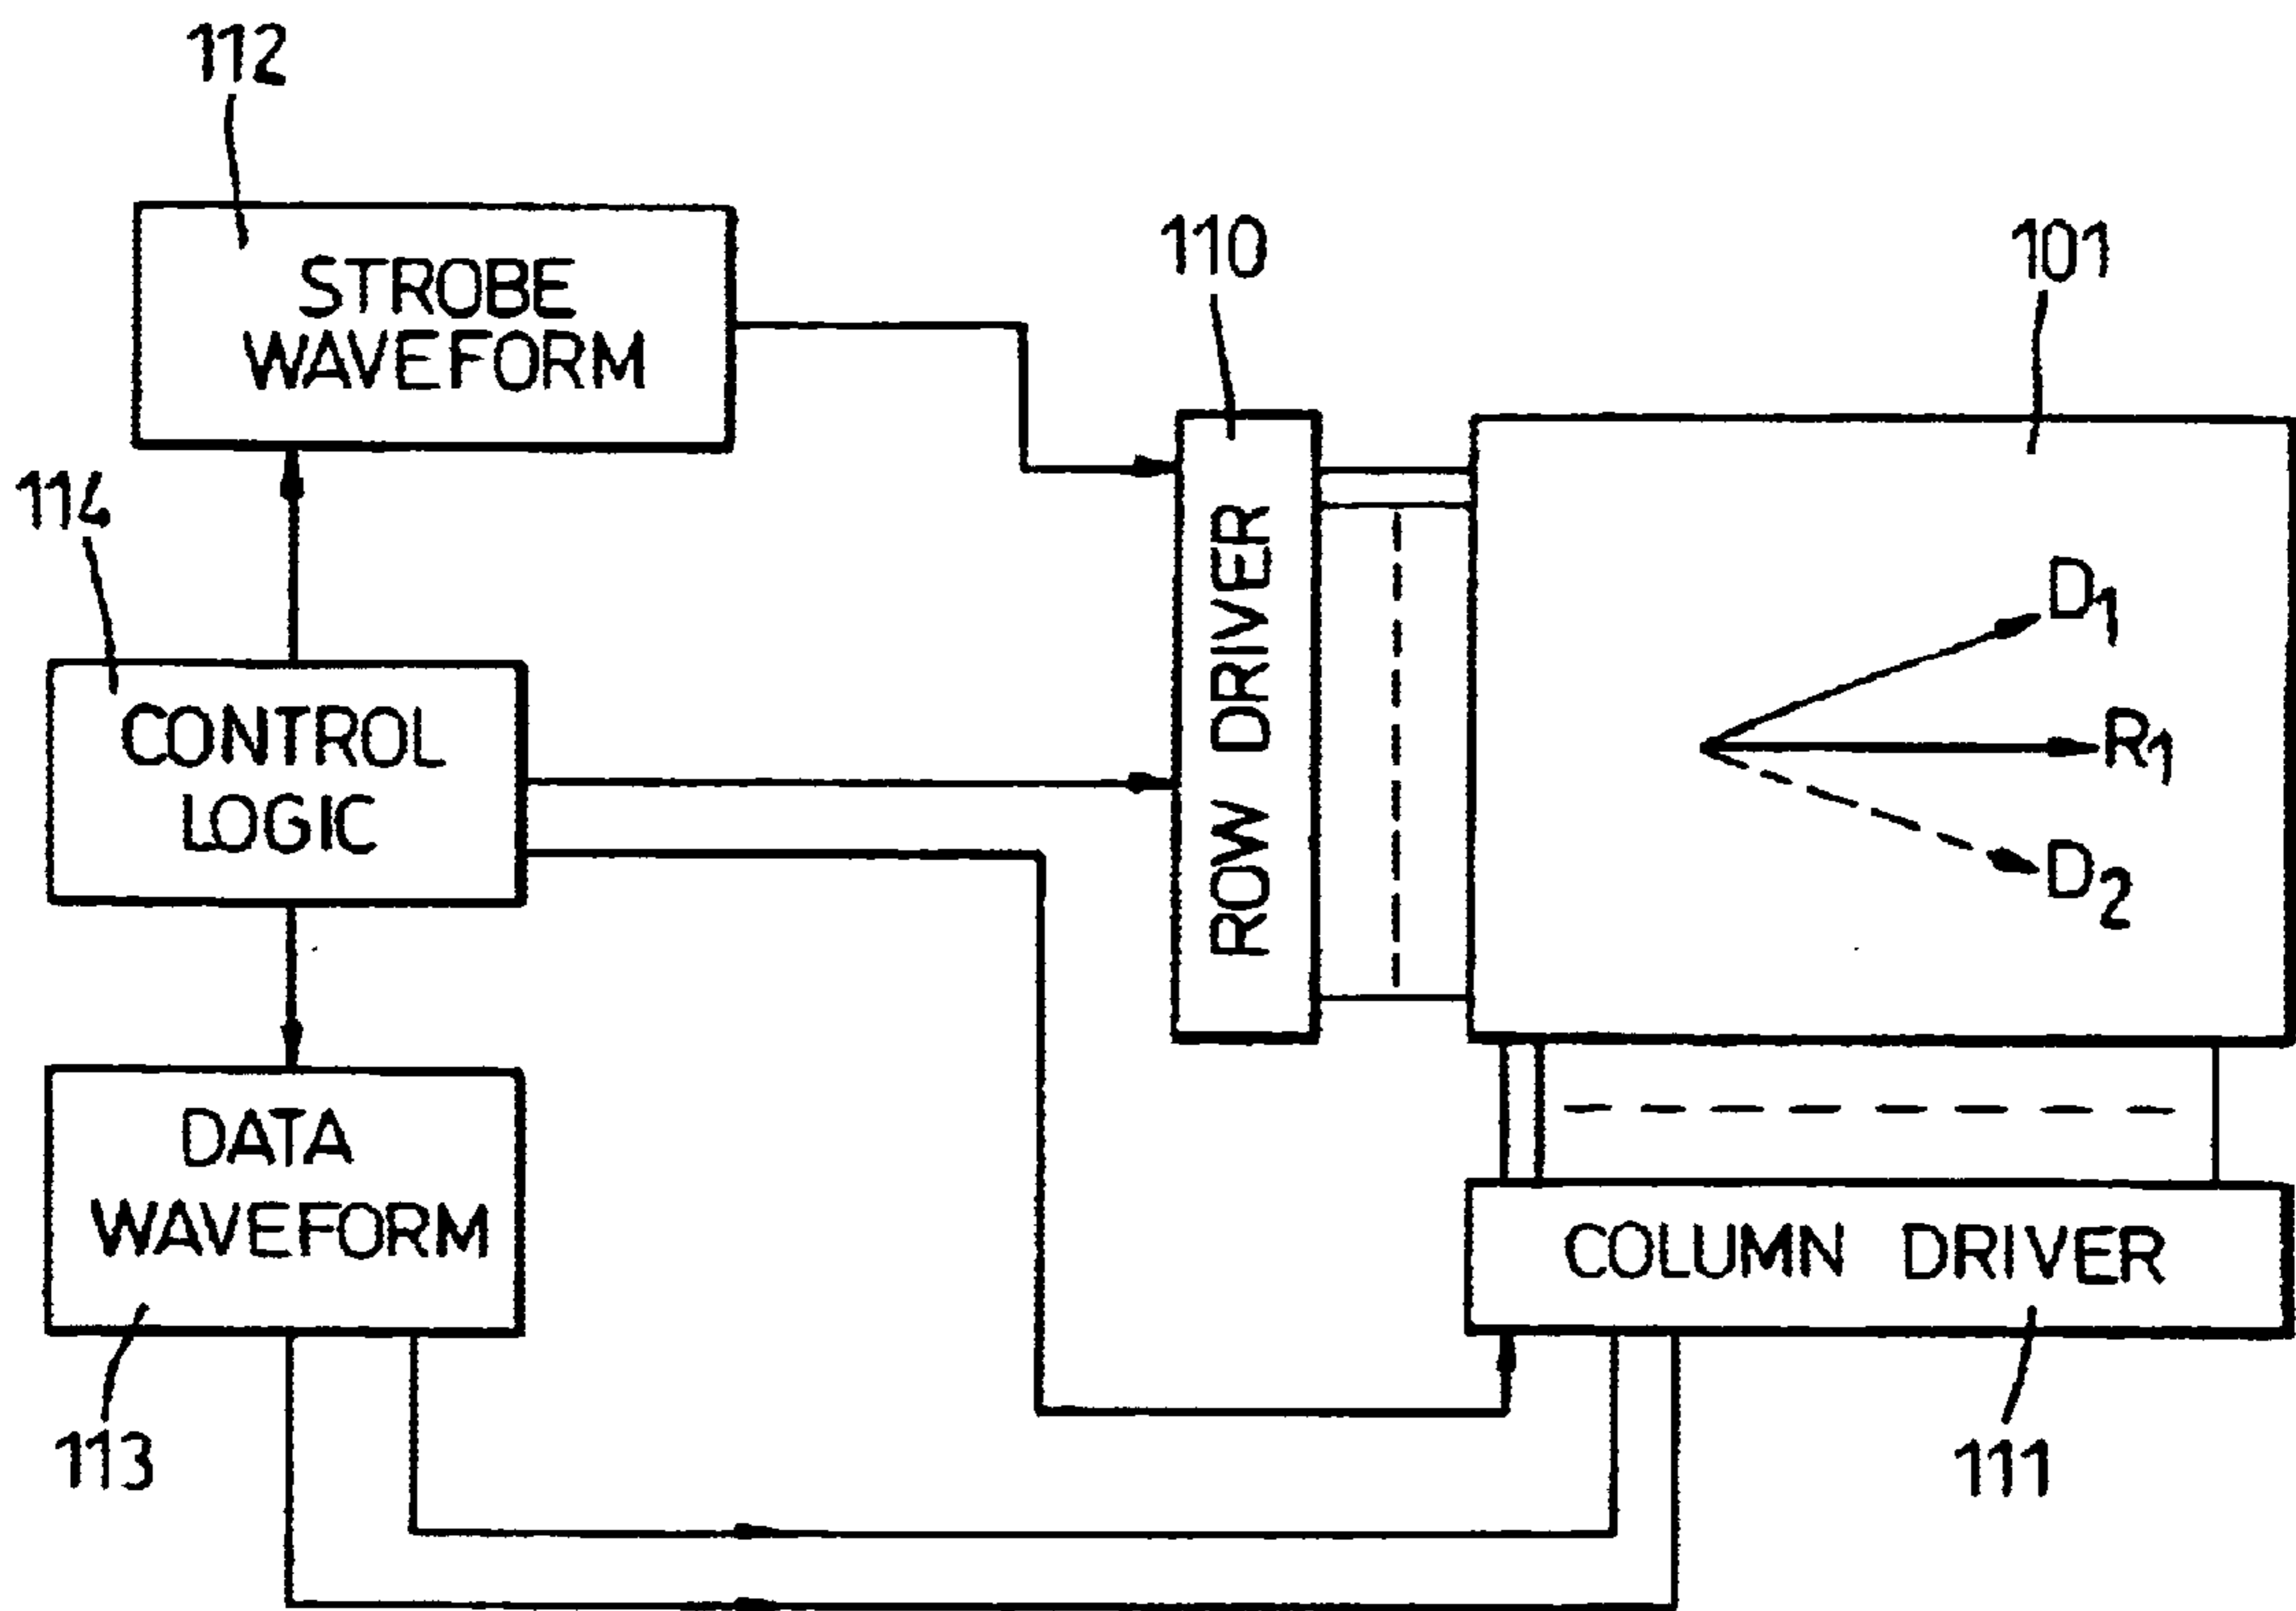 112
STROBE
WAVEFORM
110
101
114
CONTROL
LOGIC
ROW DRIVER
D1
R1
D2
DATA
WAVEFORM
COLUMN DRIVER
113
111